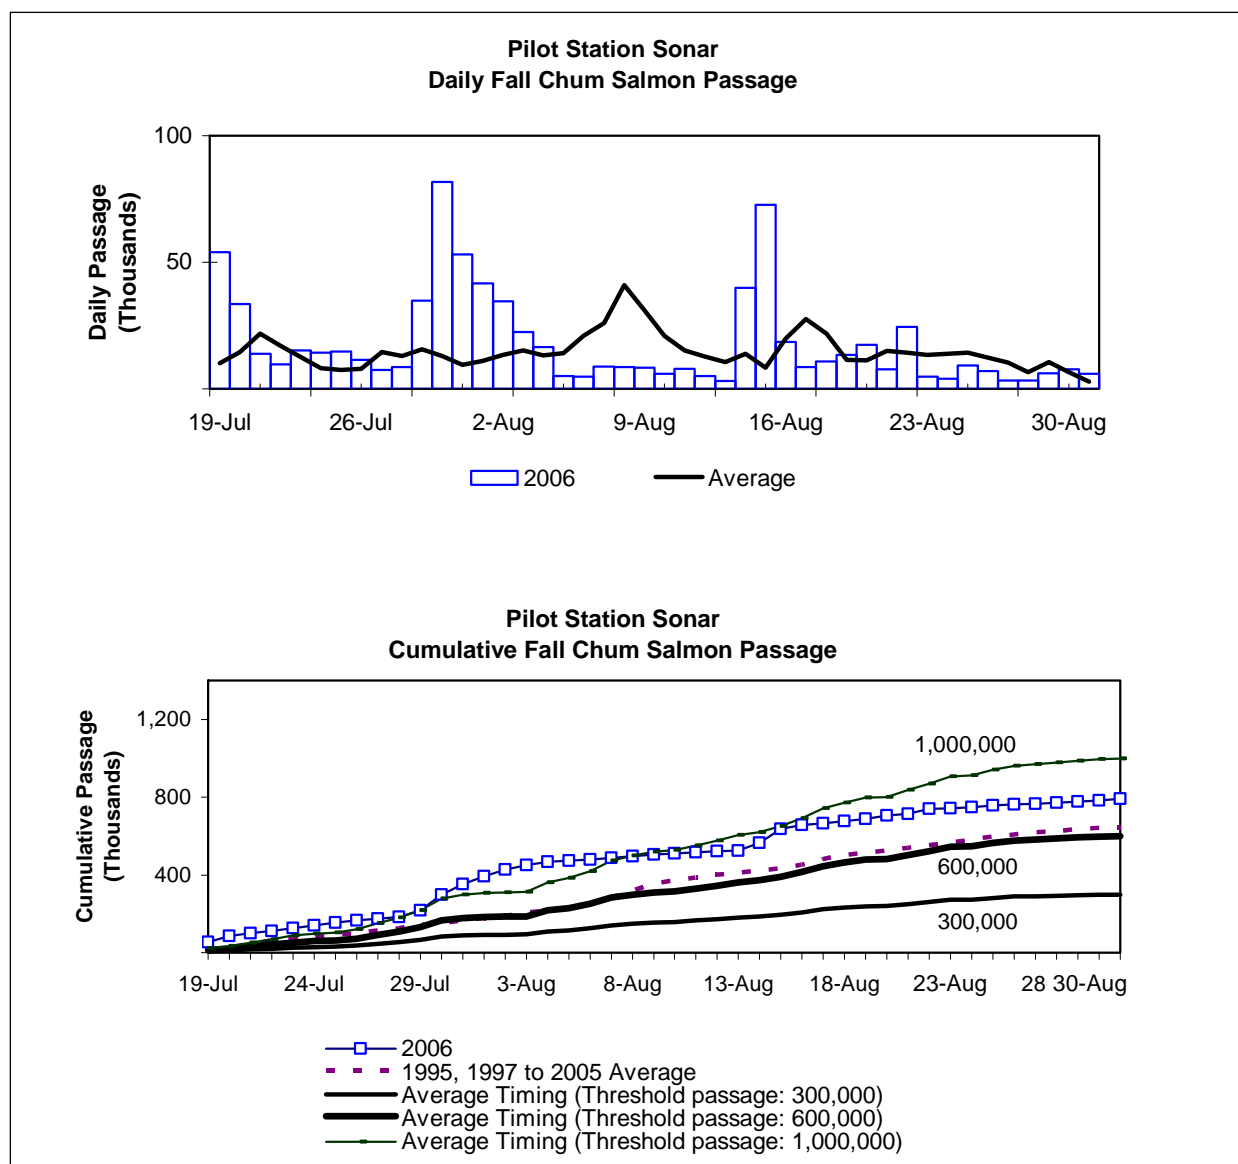 Pilot Station Sonar
Daily Fall Chum Salmon Passage
Daily Passage
(Thousands)
100
50
19-Jul 26-Jul 2-Aug 9-Aug 16-Aug 23-Aug 30-Aug
2006 Average
Pilot Station Sonar
Cumulative Fall Chum Salmon Passage
Cumulative Passage
(Thousands)
1,200
800
400
1,000,000
600,000
300,000
19-Jul 24-Jul 29-Jul 3-Aug 8-Aug 13-Aug 18-Aug 23-Aug 28 30-Aug
2006
1995, 1997 to 2005 Average
Average Timing (Threshold passage: 300,000)
Average Timing (Threshold passage: 600,000)
Average Timing (Threshold passage: 1,000,000)